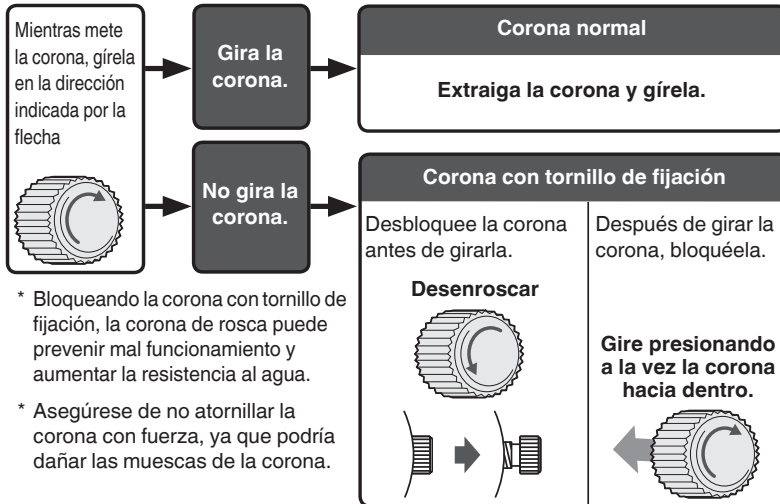 Mientras mete
la corona, gírela
en la dirección
indicada por la
flecha
Gira la
corona.
Corona normal
Extraiga la corona y gírela.
No gira la
corona.
Corona con tornillo de fijación
Desbloquee la corona
antes de girarla.
Desenroscar
Después de girar la
corona, bloquéela.
Gire presionando
a la vez la corona
hacia dentro.
* Bloqueando la corona con tornillo de
fijación, la corona de rosca puede
prevenir mal funcionamiento y
aumentar la resistencia al agua.
* Asegúrese de no atornillar la
corona con fuerza, ya que podría
dañar las muescas de la corona.